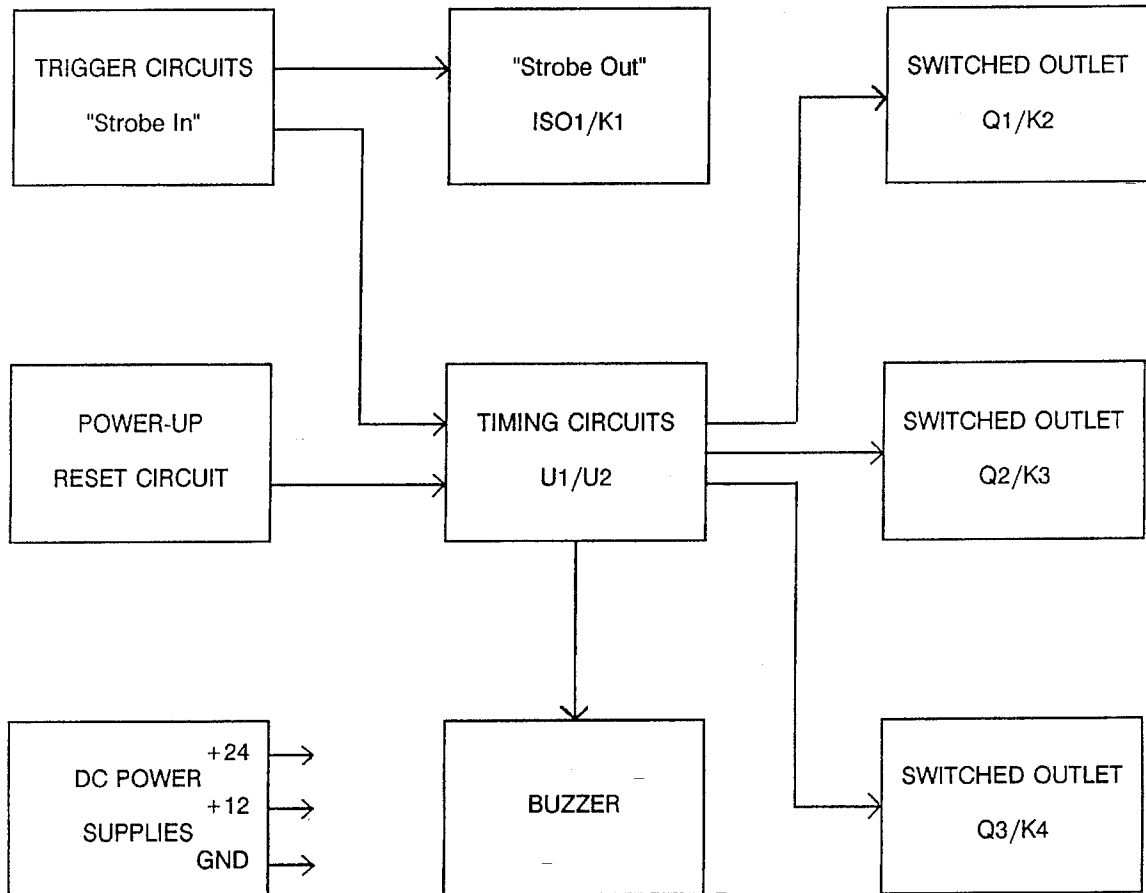 TRIGGER CIRCUITS
"Strobe In"
"Strobe Out"
ISO1/K1
SWITCHED OUTLET
Q1/K2
POWER-UP
RESET CIRCUIT
TIMING CIRCUITS
U1/U2
SWITCHED OUTLET
Q2/K3
DC POWER
SUPPLIES
+24
+12
GND
BUZZER
SWITCHED OUTLET
Q3/K4